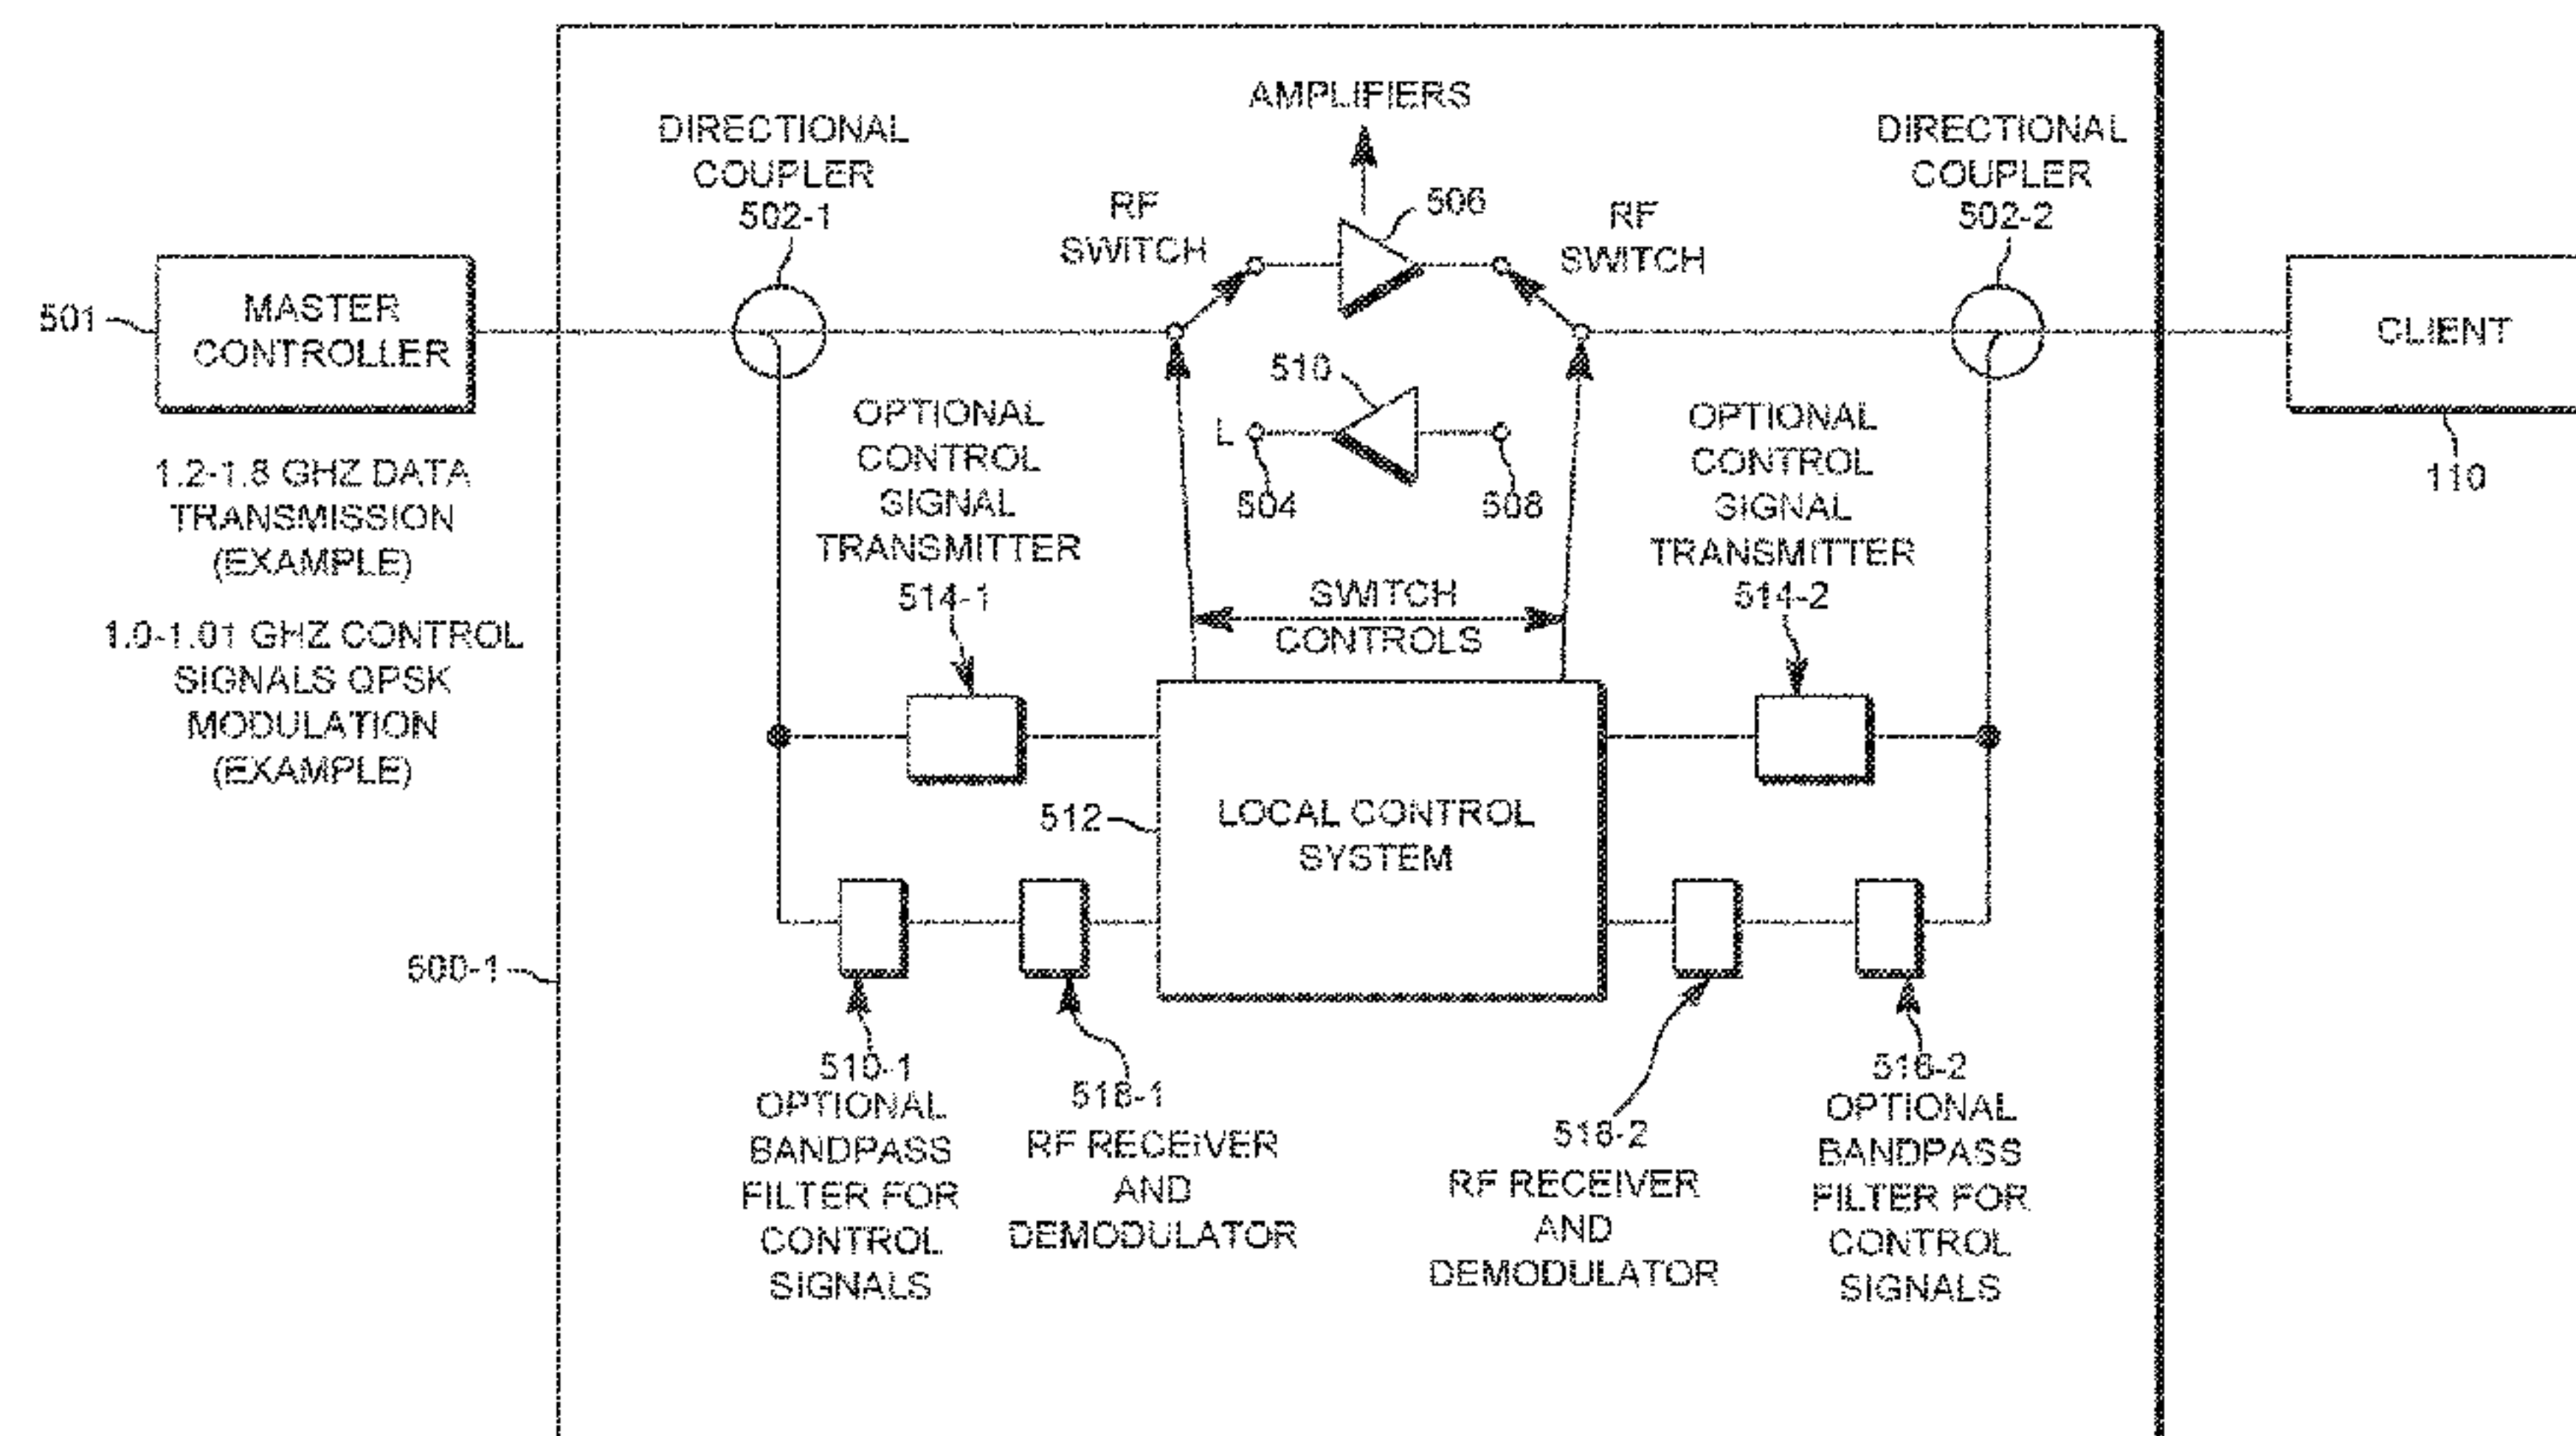 AMPLIFIERS
DIRECTIONAL
COUPLER
502-1
DIRECTIONAL
COUPLER
502-2
RF
SWITCH
506
RF
SWITCH
501
MASTER
CONTROLLER
CLIENT
110
510
L
504
508
1.2-1.8 GHZ DATA
TRANSMISSION
(EXAMPLE)
1.0-1.01 GHZ CONTROL
SIGNALS QPSK
MODULATION
(EXAMPLE)
OPTIONAL
CONTROL
SIGNAL
TRANSMITTER
514-1
OPTIONAL
CONTROL
SIGNAL
TRANSMITTER
514-2
SWITCH
CONTROLS
512
LOCAL CONTROL
SYSTEM
500-1
510-1
OPTIONAL
BANDPASS
FILTER FOR
CONTROL
SIGNALS
518-1
RF RECEIVER
AND
DEMODULATOR
518-2
RF RECEIVER
AND
DEMODULATOR
516-2
OPTIONAL
BANDPASS
FILTER FOR
CONTROL
SIGNALS